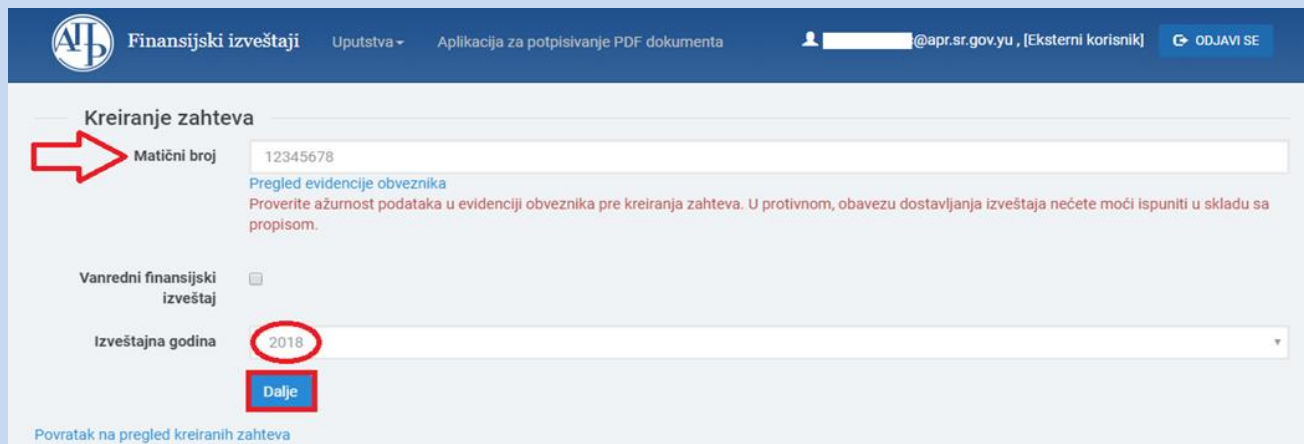 АПР Finansijski izveštaji Uputstva Aplikacija za potpisivanje PDF dokumenta @apr.sr.gov.yu , [Eksterni korisnik] ODJAVI SE
Kreiranje zahteva
Matični broj 12345678
Pregled evidencije obveznika
Proverite ažurnost podataka u evidenciji obveznika pre kreiranja zahteva. U protivnom, obavezu dostavljanja izveštaja nećete moći ispuniti u skladu sa
propisom.
Vanredni finansijski
izveštaj
Izveštajna godina 2018
Dalje
Povratak na pregled kreiranih zahteva